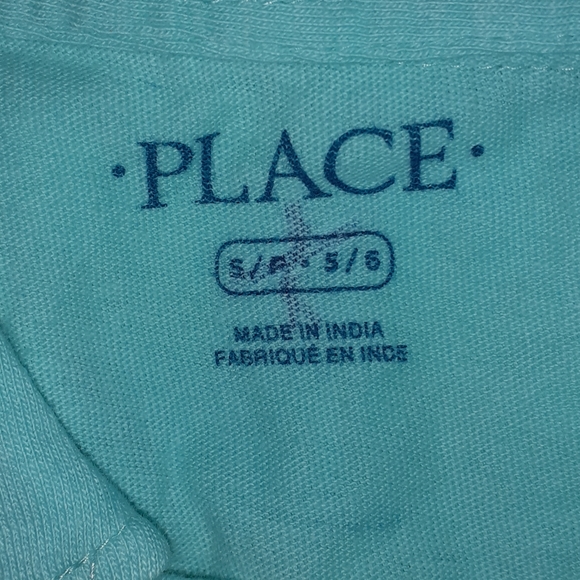 ·PLACE·
S/P · 5/6
MADE IN INDIA
FABRIQUÉ EN INDE